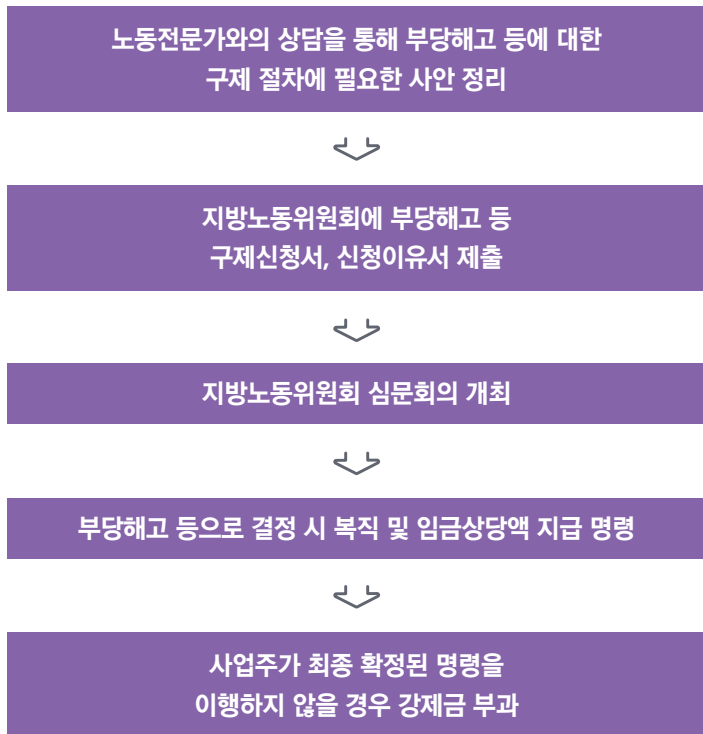 노동전문가와의 상담을 통해 부당해고 등에 대한
구제 절차에 필요한 사안 정리
지방노동위원회에 부당해고 등
구제신청서, 신청이유서 제출
지방노동위원회 심문회의 개최
부당해고 등으로 결정 시 복직 및 임금상당액 지급 명령
사업주가 최종 확정된 명령을
이행하지 않을 경우 강제금 부과